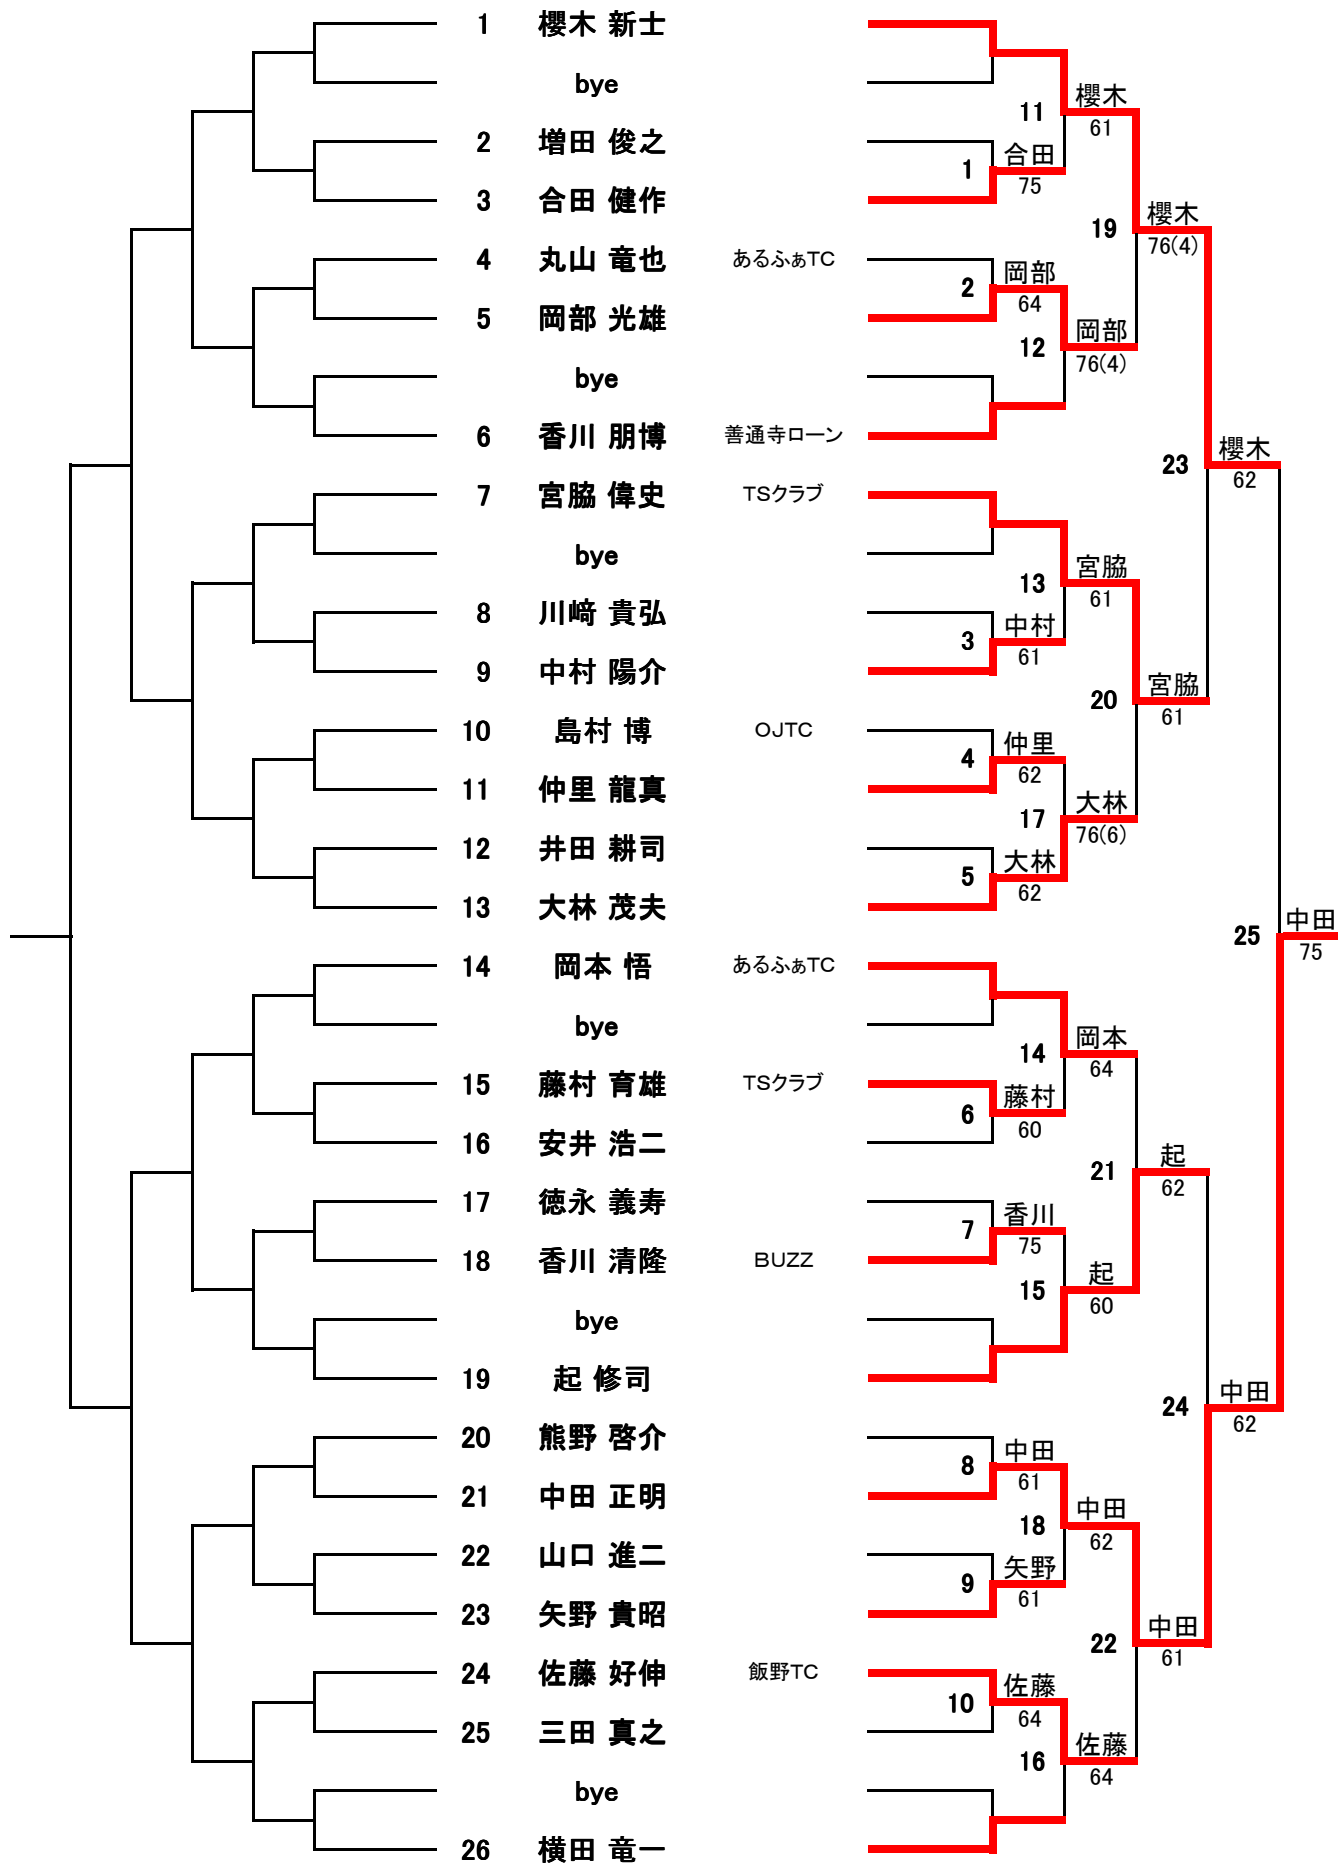 1 櫻木 新士
bye
11 櫻木
61
2 増田 俊之
1 合田
75
3 合田 健作
19 櫻木
76(4)
4 丸山 竜也 あるふぁTC
2 岡部
64
5 岡部 光雄
12 岡部
76(4)
bye
6 香川 朋博 善通寺ローン
23 櫻木
62
7 宮脇 偉史 TSクラブ
bye
13 宮脇
61
8 川﨑 貴弘
3 中村
61
9 中村 陽介
20 宮脇
61
10 島村 博 OJTC
4 仲里
62
11 仲里 龍真
17 大林
76(6)
12 井田 耕司
5 大林
62
13 大林 茂夫
25 中田
75
14 岡本 悟 あるふぁTC
bye
14 岡本
64
15 藤村 育雄 TSクラブ
6 藤村
60
16 安井 浩二
21 起
62
17 徳永 義寿
7 香川
75
18 香川 清隆 BUZZ
15 起
60
bye
19 起 修司
24 中田
62
20 熊野 啓介
8 中田
61
21 中田 正明
18 中田
62
22 山口 進二
9 矢野
61
23 矢野 貴昭
22 中田
61
24 佐藤 好伸 飯野TC
10 佐藤
64
25 三田 真之
16 佐藤
64
bye
26 横田 竜一